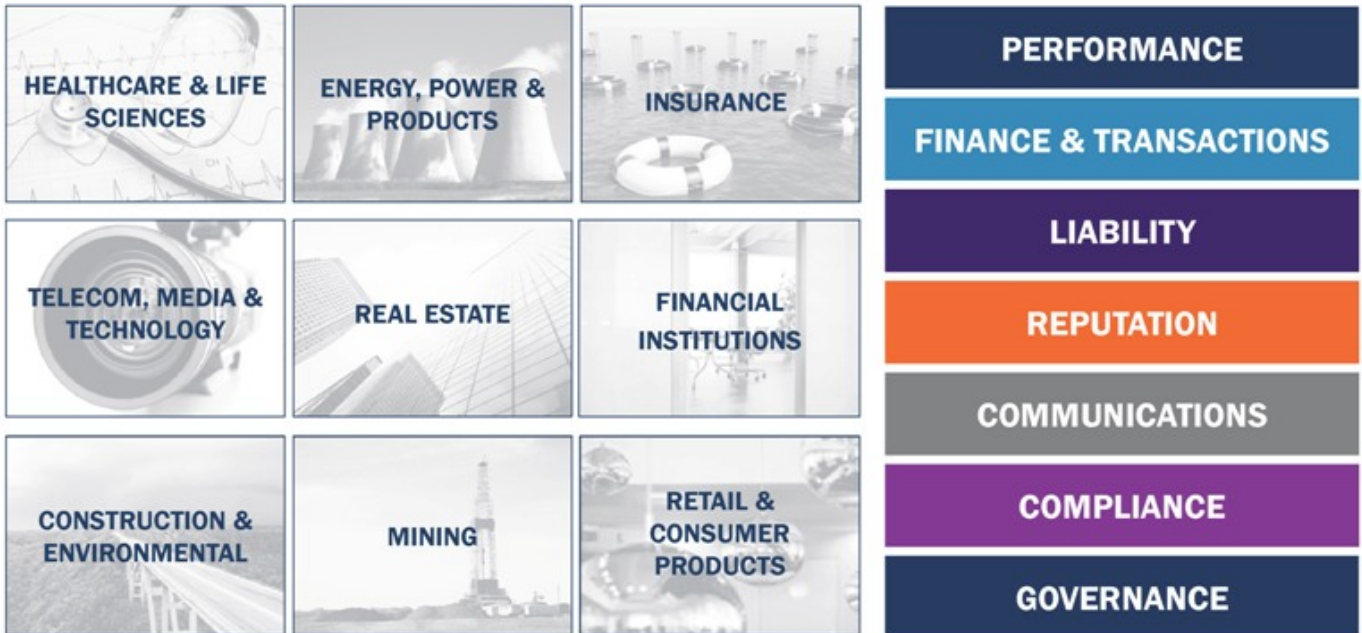 HEALTHCARE & LIFE
SCIENCES
ENERGY, POWER &
PRODUCTS
INSURANCE
TELECOM, MEDIA &
TECHNOLOGY
REAL ESTATE
FINANCIAL
INSTITUTIONS
CONSTRUCTION &
ENVIRONMENTAL
MINING
RETAIL &
CONSUMER
PRODUCTS
PERFORMANCE
FINANCE & TRANSACTIONS
LIABILITY
REPUTATION
COMMUNICATIONS
COMPLIANCE
GOVERNANCE